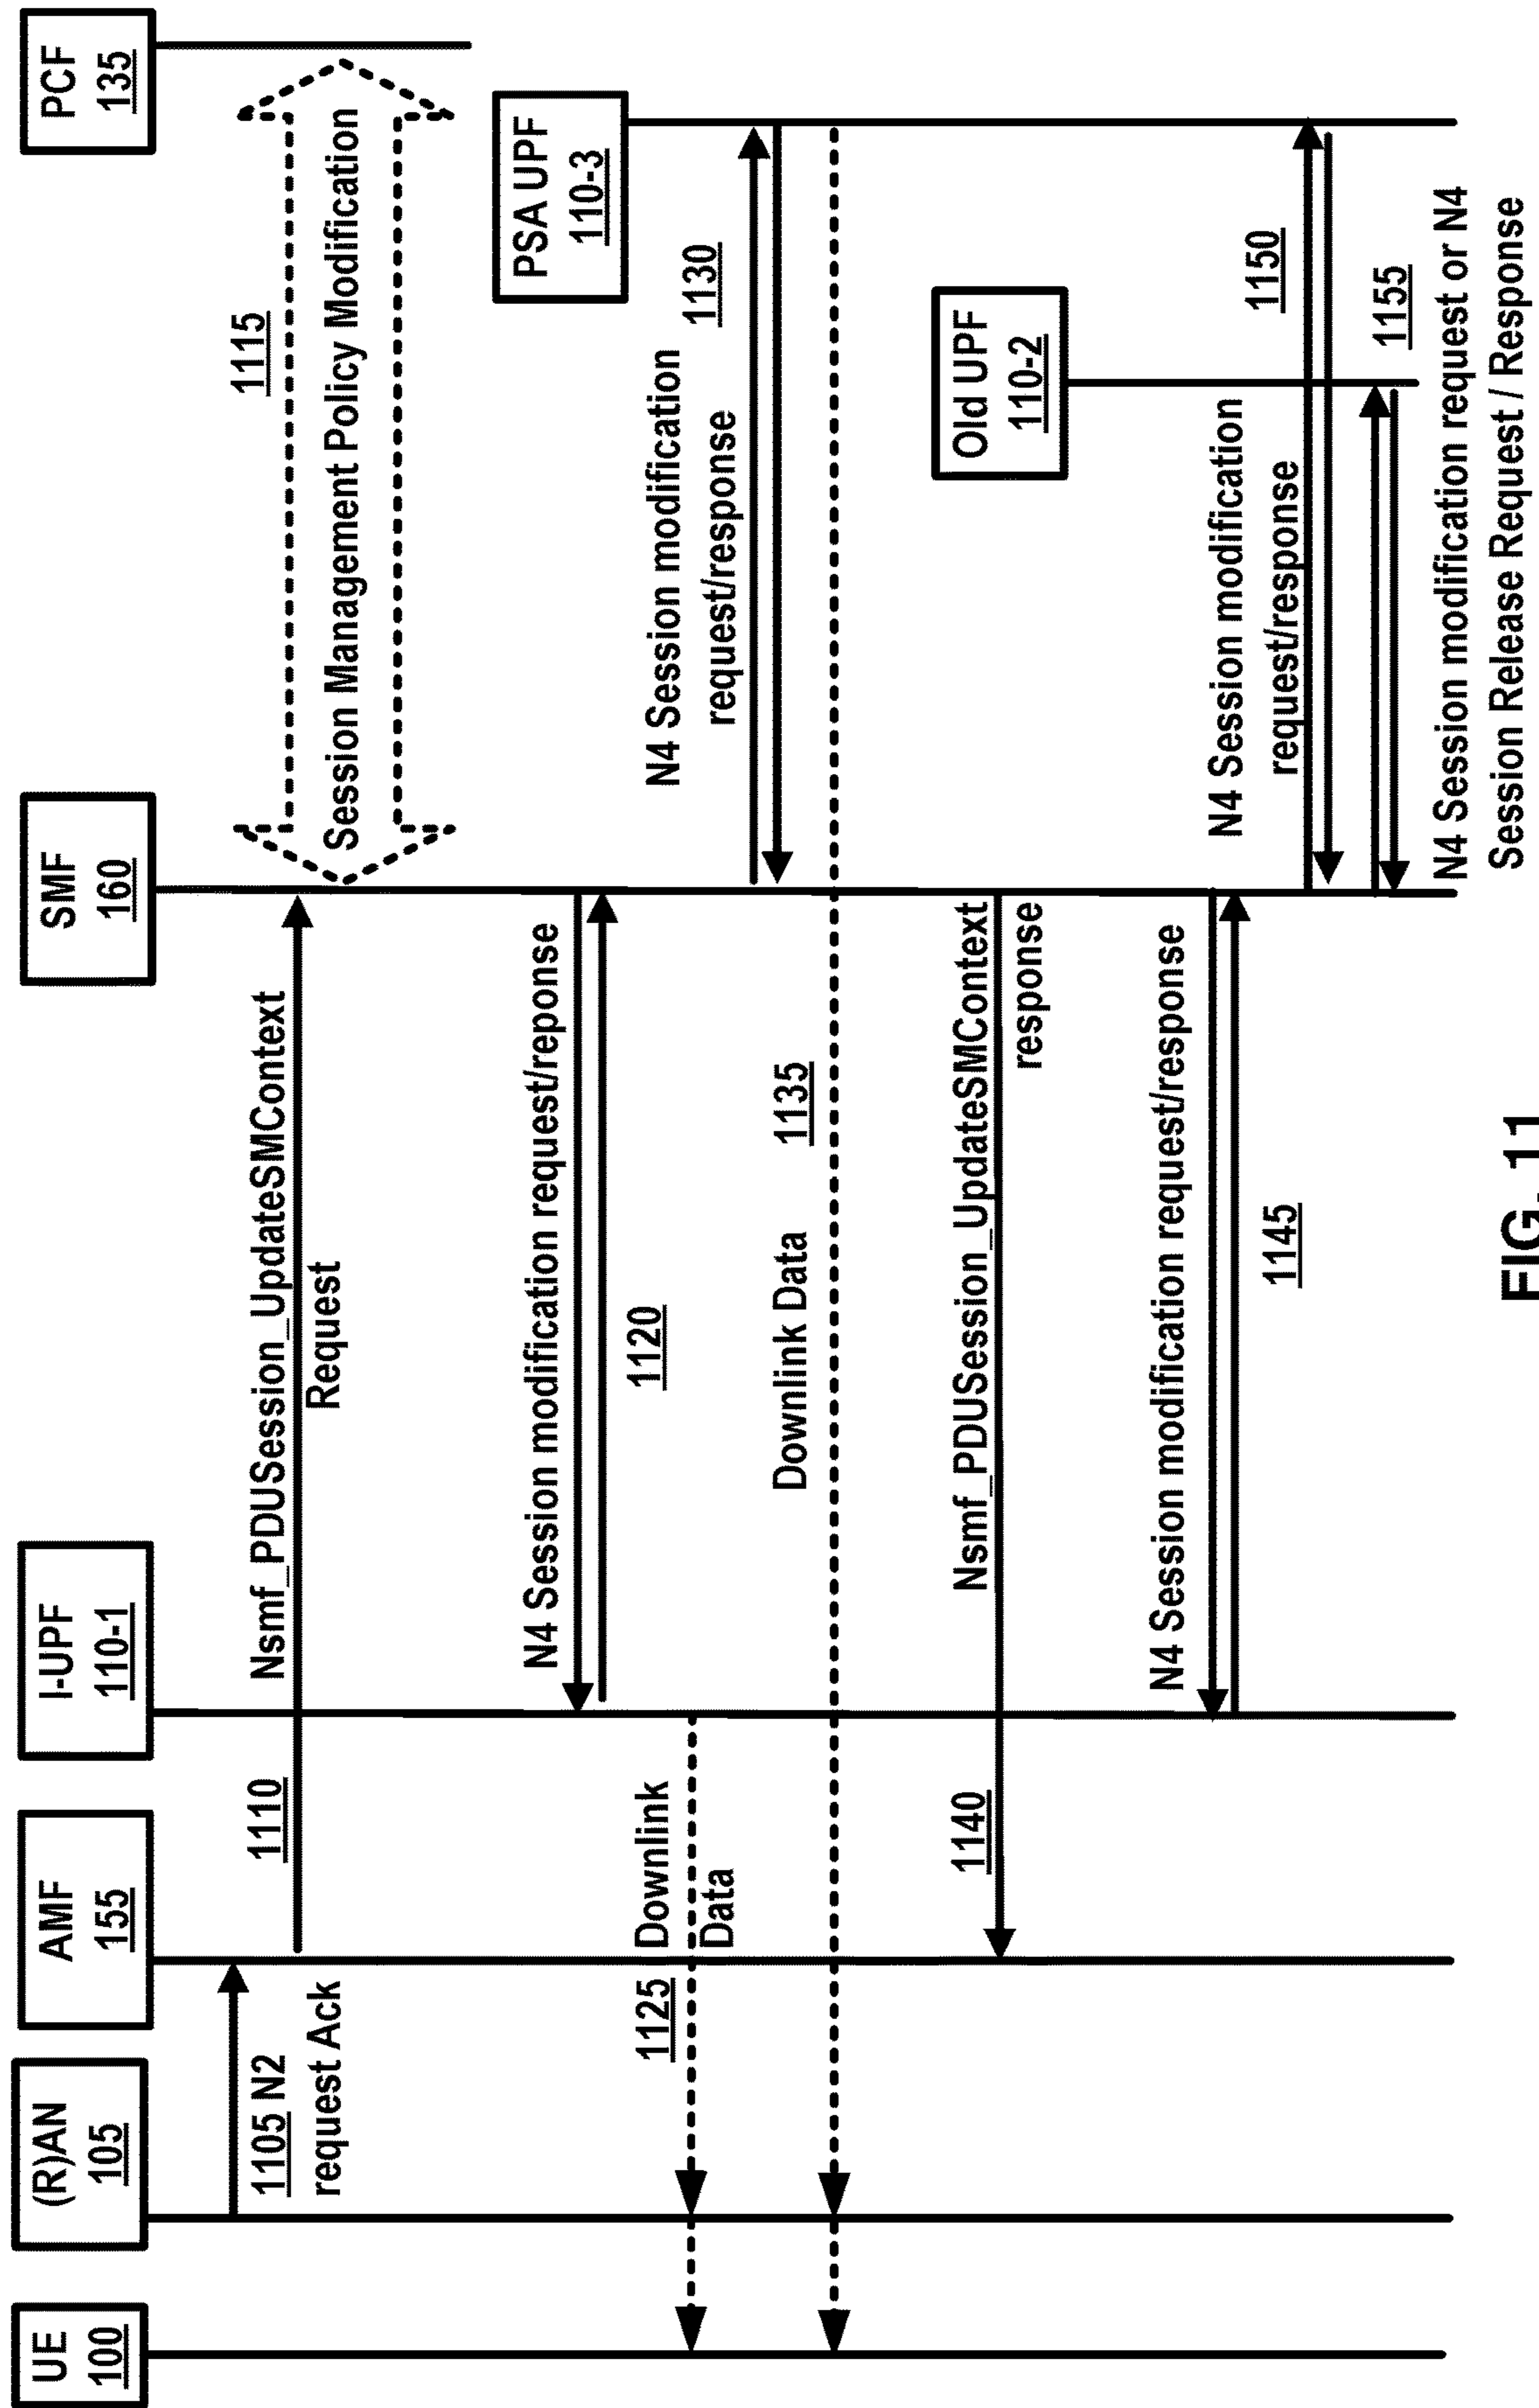 UE
100
(R)AN
105
AMF
155
I-UPF
110-1
SMF
160
PCF
135
1105 N2
request Ack
1110
Nsmf_PDUSession_UpdateSMContext
Request
1115
Session Management Policy Modification
N4 Session modification request/reponse
1120
PSA UPF
110-3
1125
Downlink
Data
N4 Session modification
request/response
1130
Downlink Data
1135
Old UPF
110-2
1140
Nsmf_PDUSession_UpdateSMContext
response
N4 Session modification request/response
1145
N4 Session modification
request/response
1150
1155
N4 Session modification request or N4
Session Release Request / Response
FIG. 11